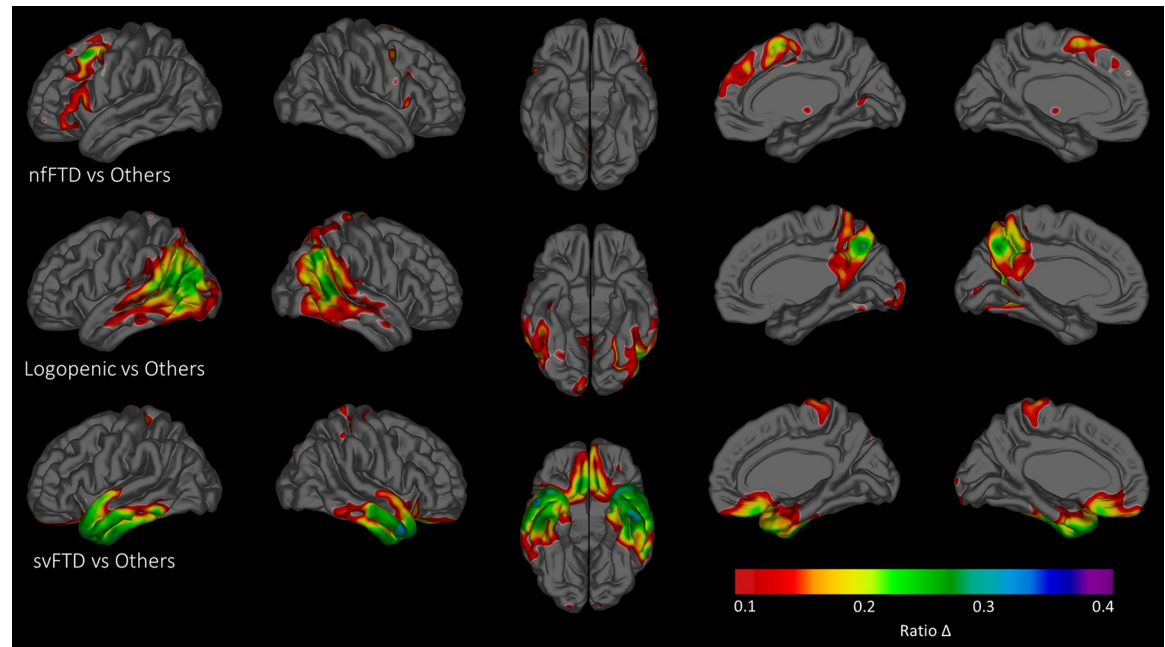 nfFTD vs Others
Logopenic vs Others
svFTD vs Others
0.1 0.2 0.3 0.4
Ratio Δ